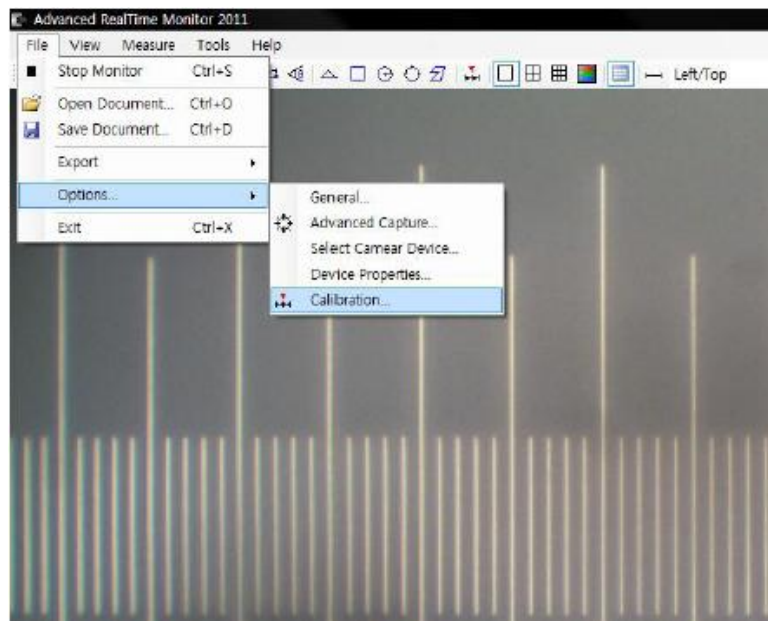 Advanced RealTime Monitor 2011
File View Measure Tools Help
Stop Monitor Ctrl+S
Left/Top
Open Document... Ctrl+O
Save Document... Ctrl+D
Export
Options...
General...
Exit Ctrl+X
Advanced Capture...
Select Camear Device...
Device Properties...
Calibration...